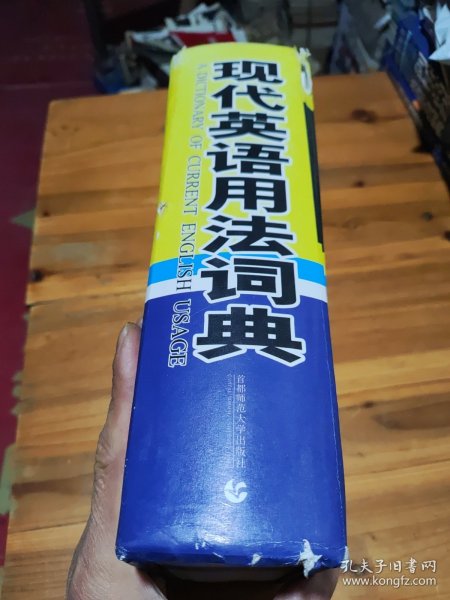 现代英语用法词典
A DICTIONARY OF CURRENT ENGLISH USAGE
首都师范大学出版社
孔夫子旧书网
www.kongfz.com